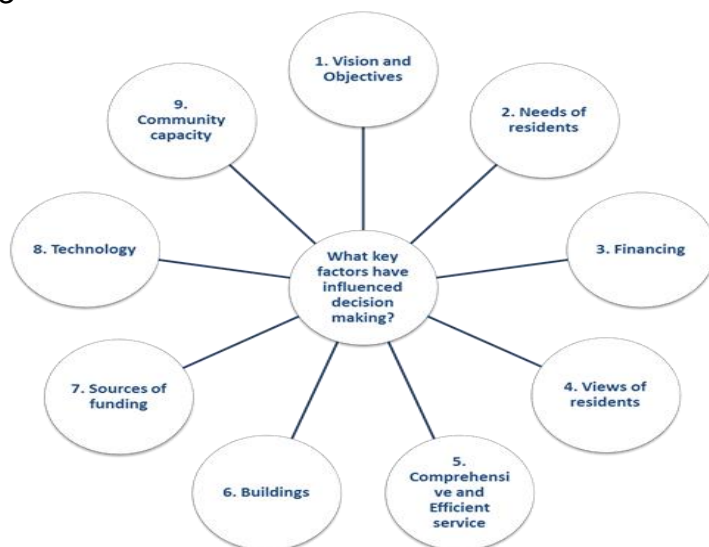 1. Vision and
Objectives
2. Needs of
residents
3. Financing
4. Views of
residents
5.
Comprehensi
ve and
Efficient
service
6. Buildings
7. Sources of
funding
8. Technology
9.
Community
capacity
What key
factors have
influenced
decision
making?